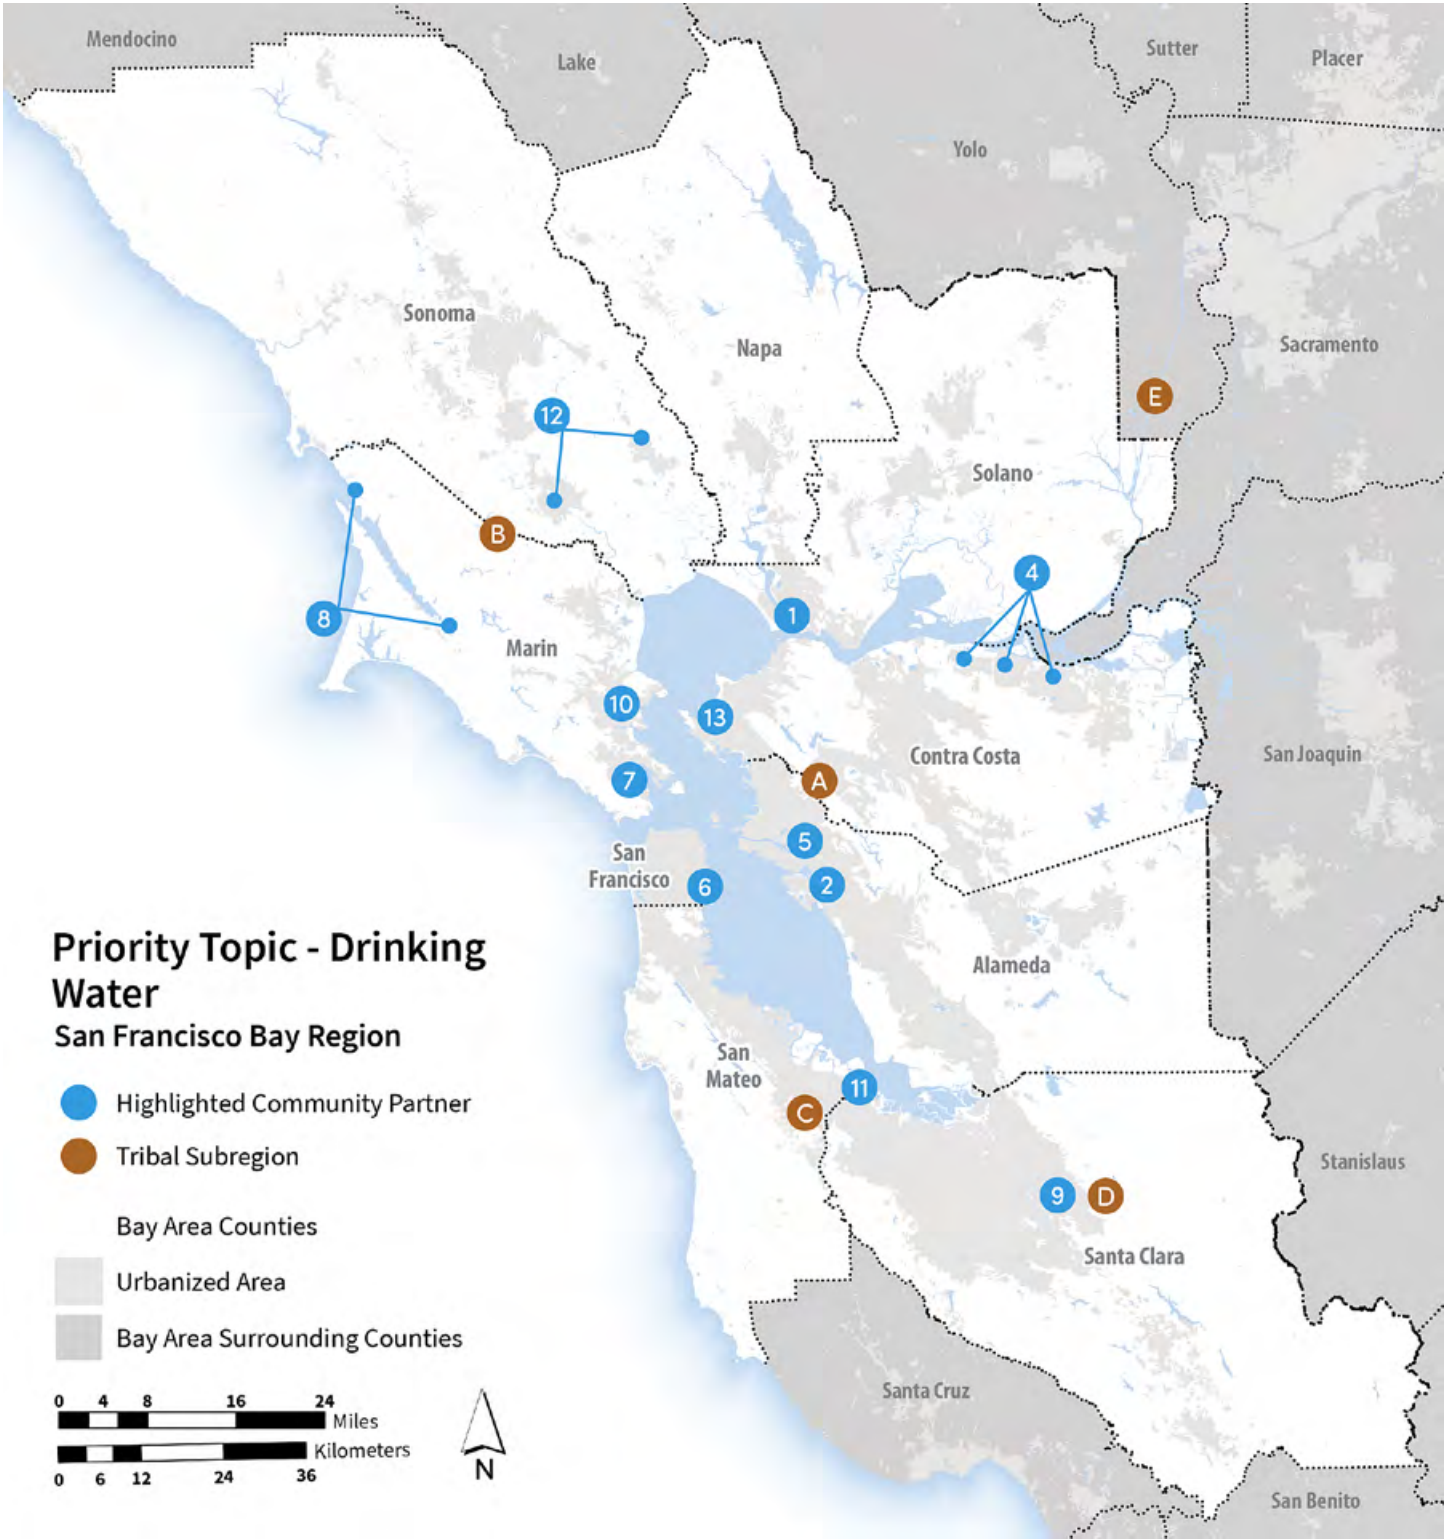 Mendocino
Lake
Sutter
Placer
Yolo
Sonoma
Napa
Sacramento
E
12
Solano
B
4
8
1
Marin
10
13
Contra Costa
San Joaquin
7
A
5
San
Francisco
6
2
Priority Topic - Drinking
Water
San Francisco Bay Region
Alameda
San
Mateo
11
C
Highlighted Community Partner
Tribal Subregion
Stanislaus
9
D
Bay Area Counties
Santa Clara
Urbanized Area
Bay Area Surrounding Counties
Santa Cruz
0 4 8 16 24
Miles
Kilometers
0 6 12 24 36
N
San Benito